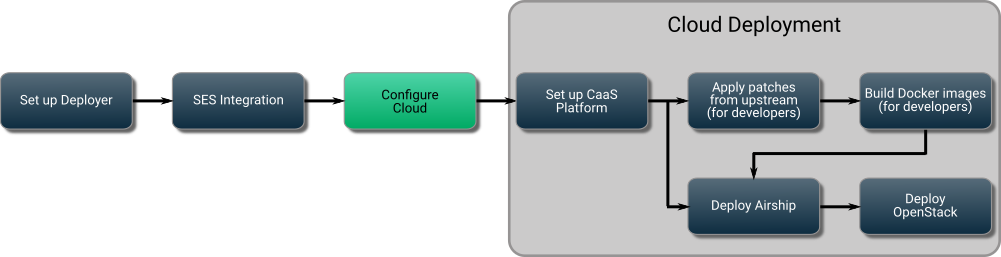 Cloud Deployment
Set up Deployer
SES Integration
Configure
Cloud
Set up CaaS
Platform
Apply patches
from upstream
(for developers)
Build Docker images
(for developers)
Deploy Airship
Deploy
OpenStack